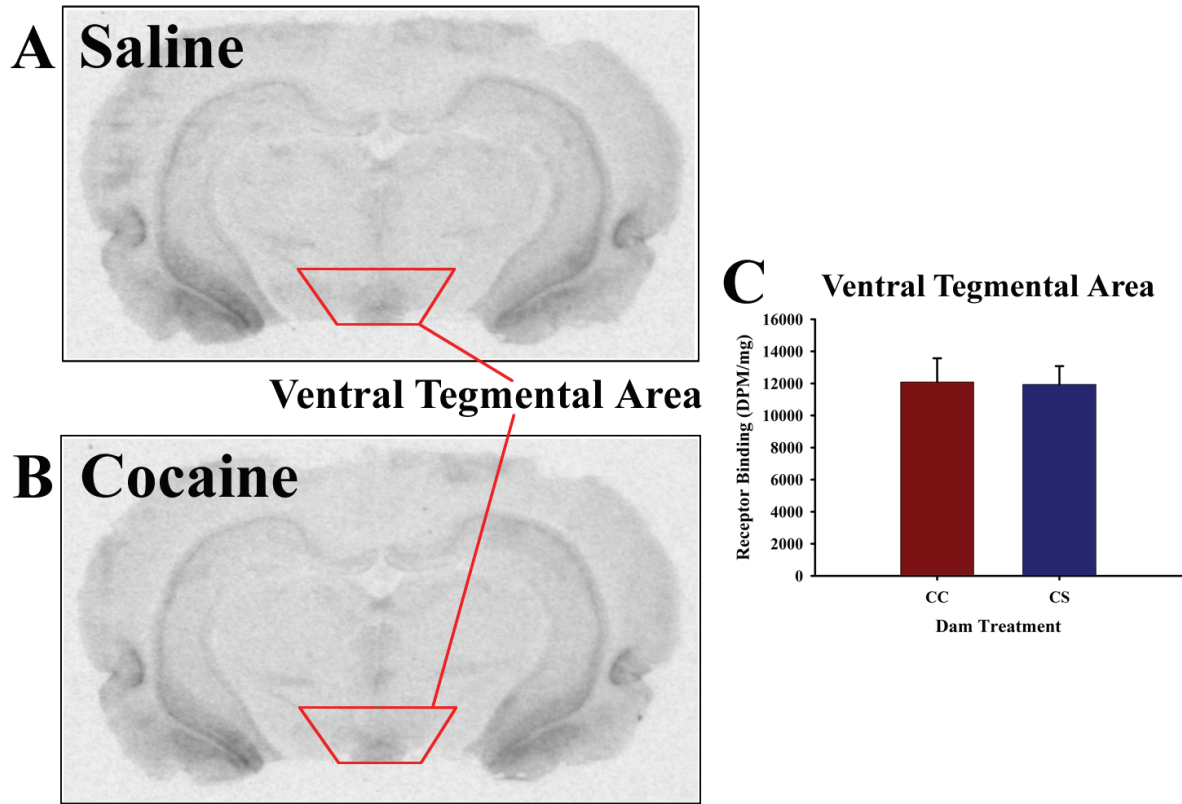 A Saline
Ventral Tegmental Area
B Cocaine
C Ventral Tegmental Area
Receptor Binding (DPM/mg)
16000
14000
12000
10000
8000
6000
4000
2000
0
CC CS
Dam Treatment